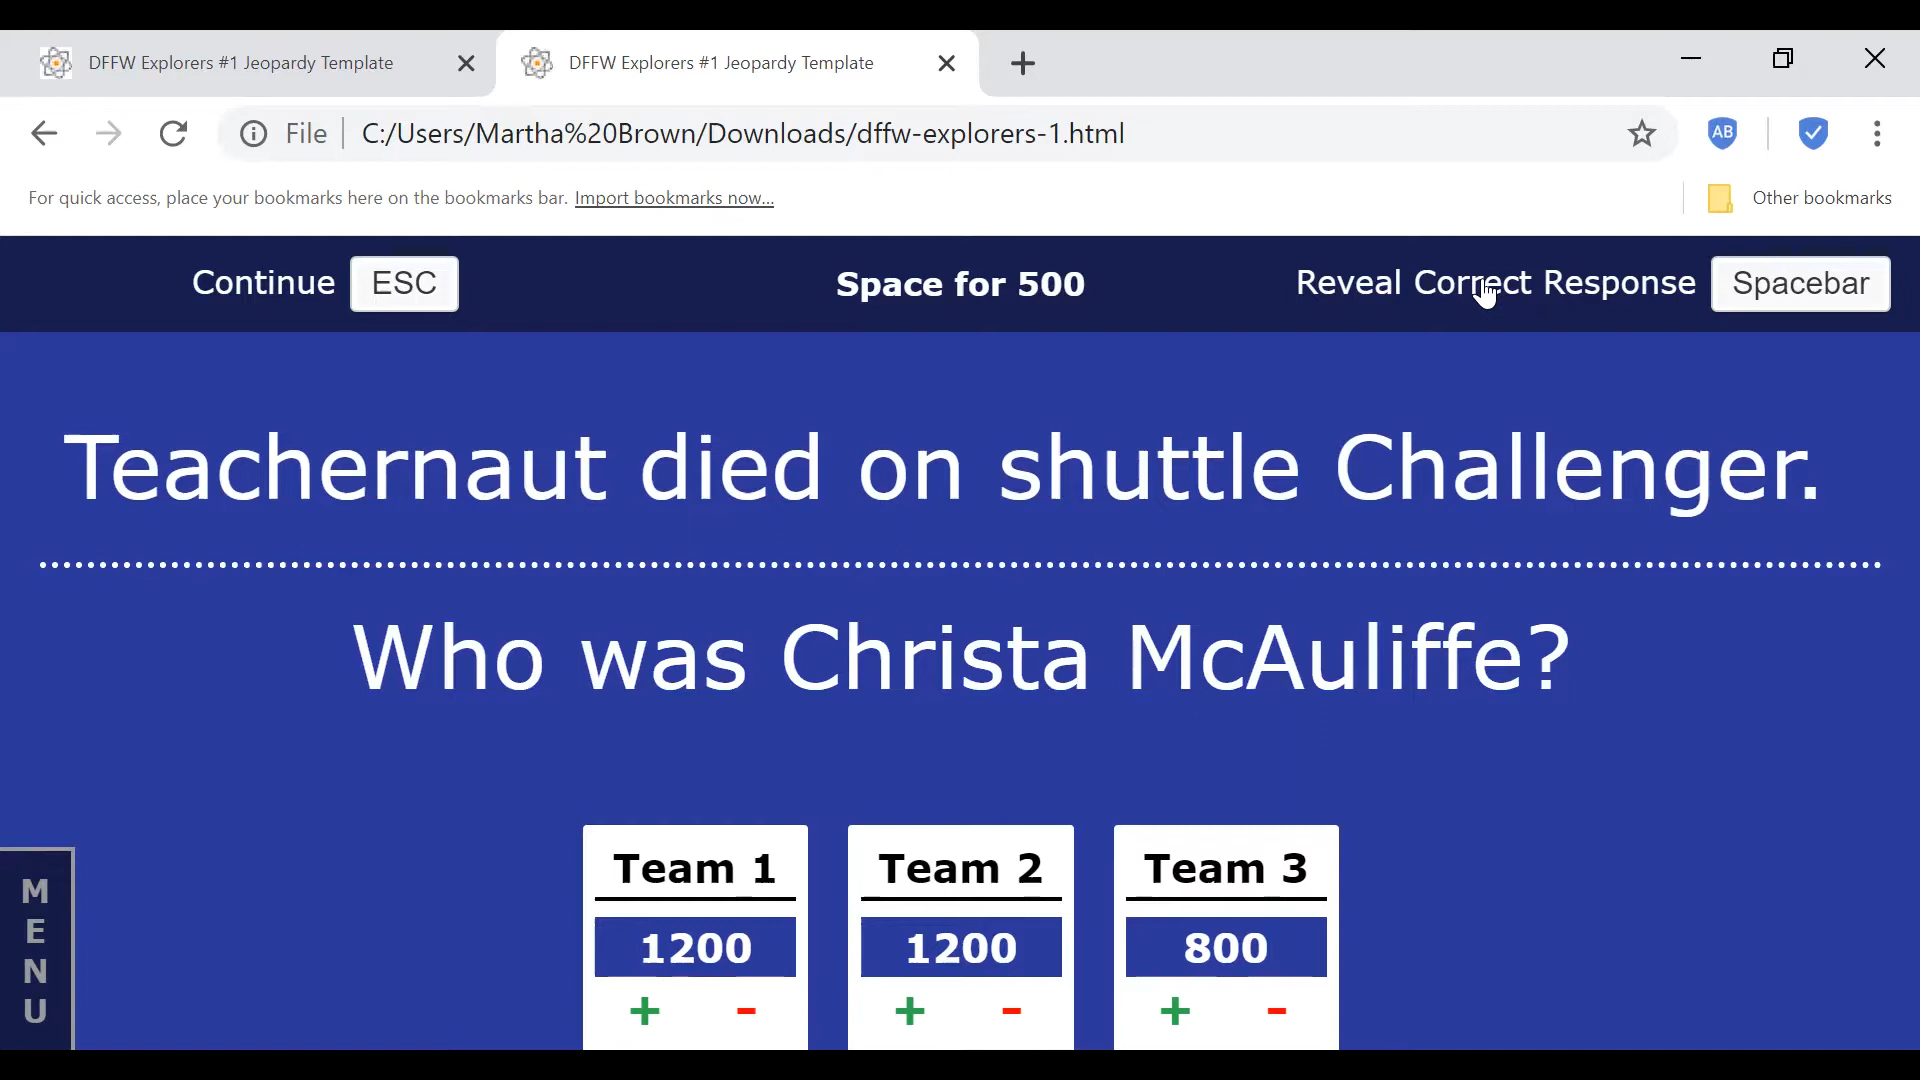 DFFW Explorers #1 Jeopardy Template
DFFW Explorers #1 Jeopardy Template
File
C:/Users/Martha%20Brown/Downloads/dffw-explorers-1.html
AB
For quick access, place your bookmarks here on the bookmarks bar. Import bookmarks now...
Other bookmarks
Continue ESC
Space for 500
Reveal Correct Response Spacebar
Teachernaut died on shuttle Challenger.
Who was Christa McAuliffe?
MENU
Team 1
1200
+ -
Team 2
1200
+ -
Team 3
800
+ -